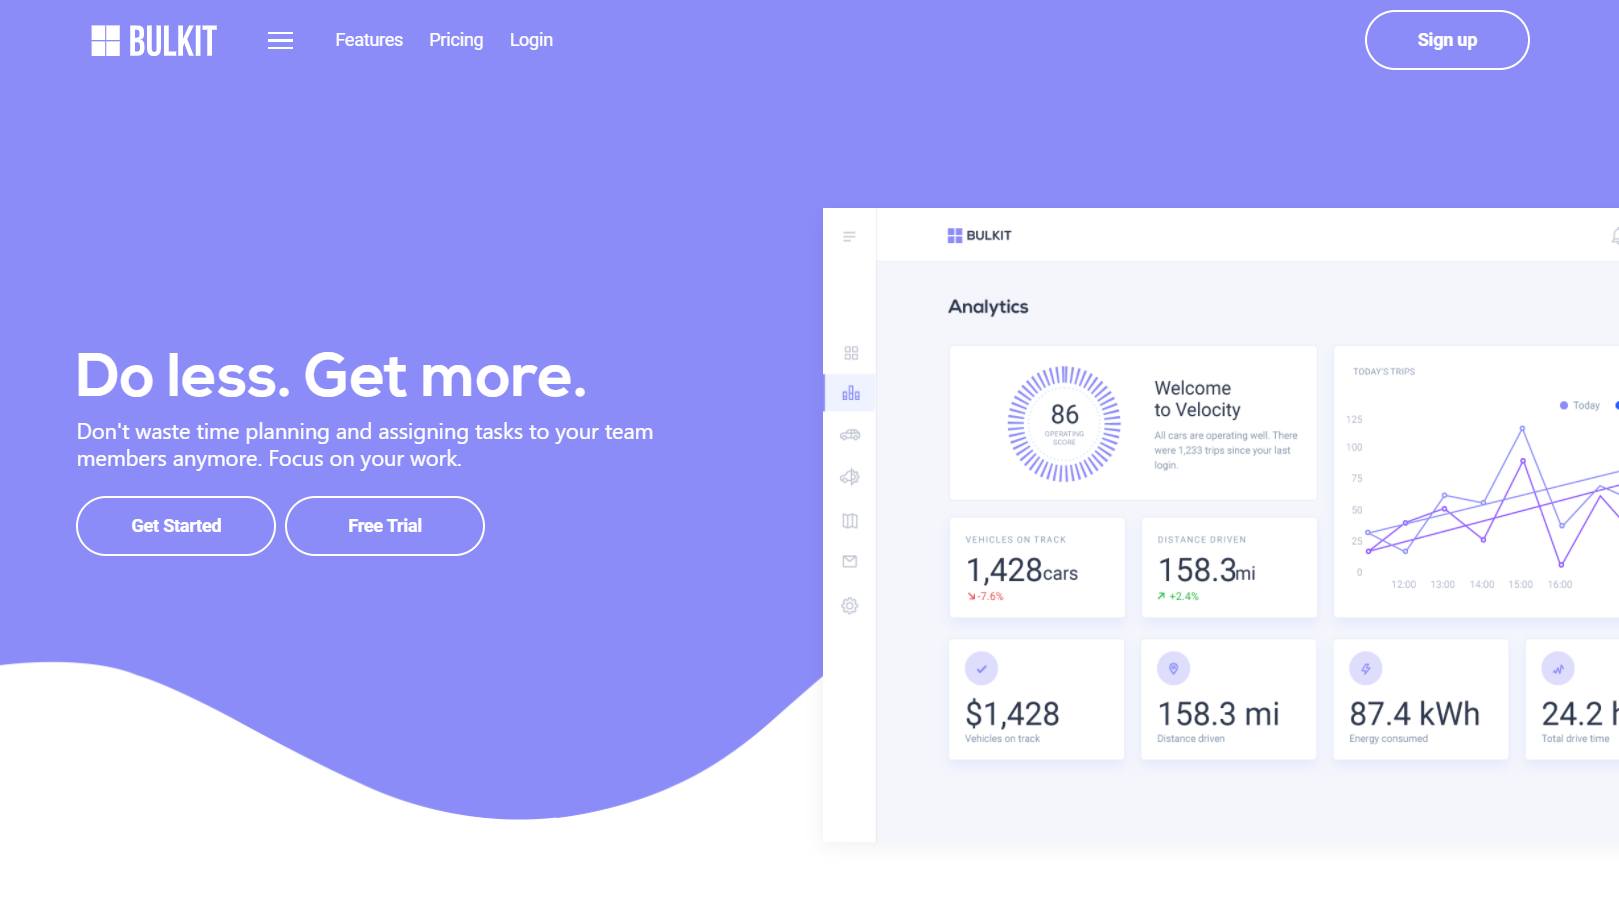 BULKIT
Features Pricing Login
Sign up
Do less. Get more.
Don't waste time planning and assigning tasks to your team
members anymore. Focus on your work.
Get Started
Free Trial
BULKIT
Analytics
86
OPERATING
SCORE
Welcome
to Velocity
All cars are operating well. There
were 1,233 trips since your last
login.
TODAY'S TRIPS
Today
125
100
75
50
25
0
12:00 13:00 14:00 15:00 16:00
VEHICLES ON TRACK
1,428cars
-7.6%
DISTANCE DRIVEN
158.3mi
+2.4%
$1,428
Vehicles on track
158.3 mi
Distance driven
87.4 kWh
Energy consumed
24.2
Total drive time